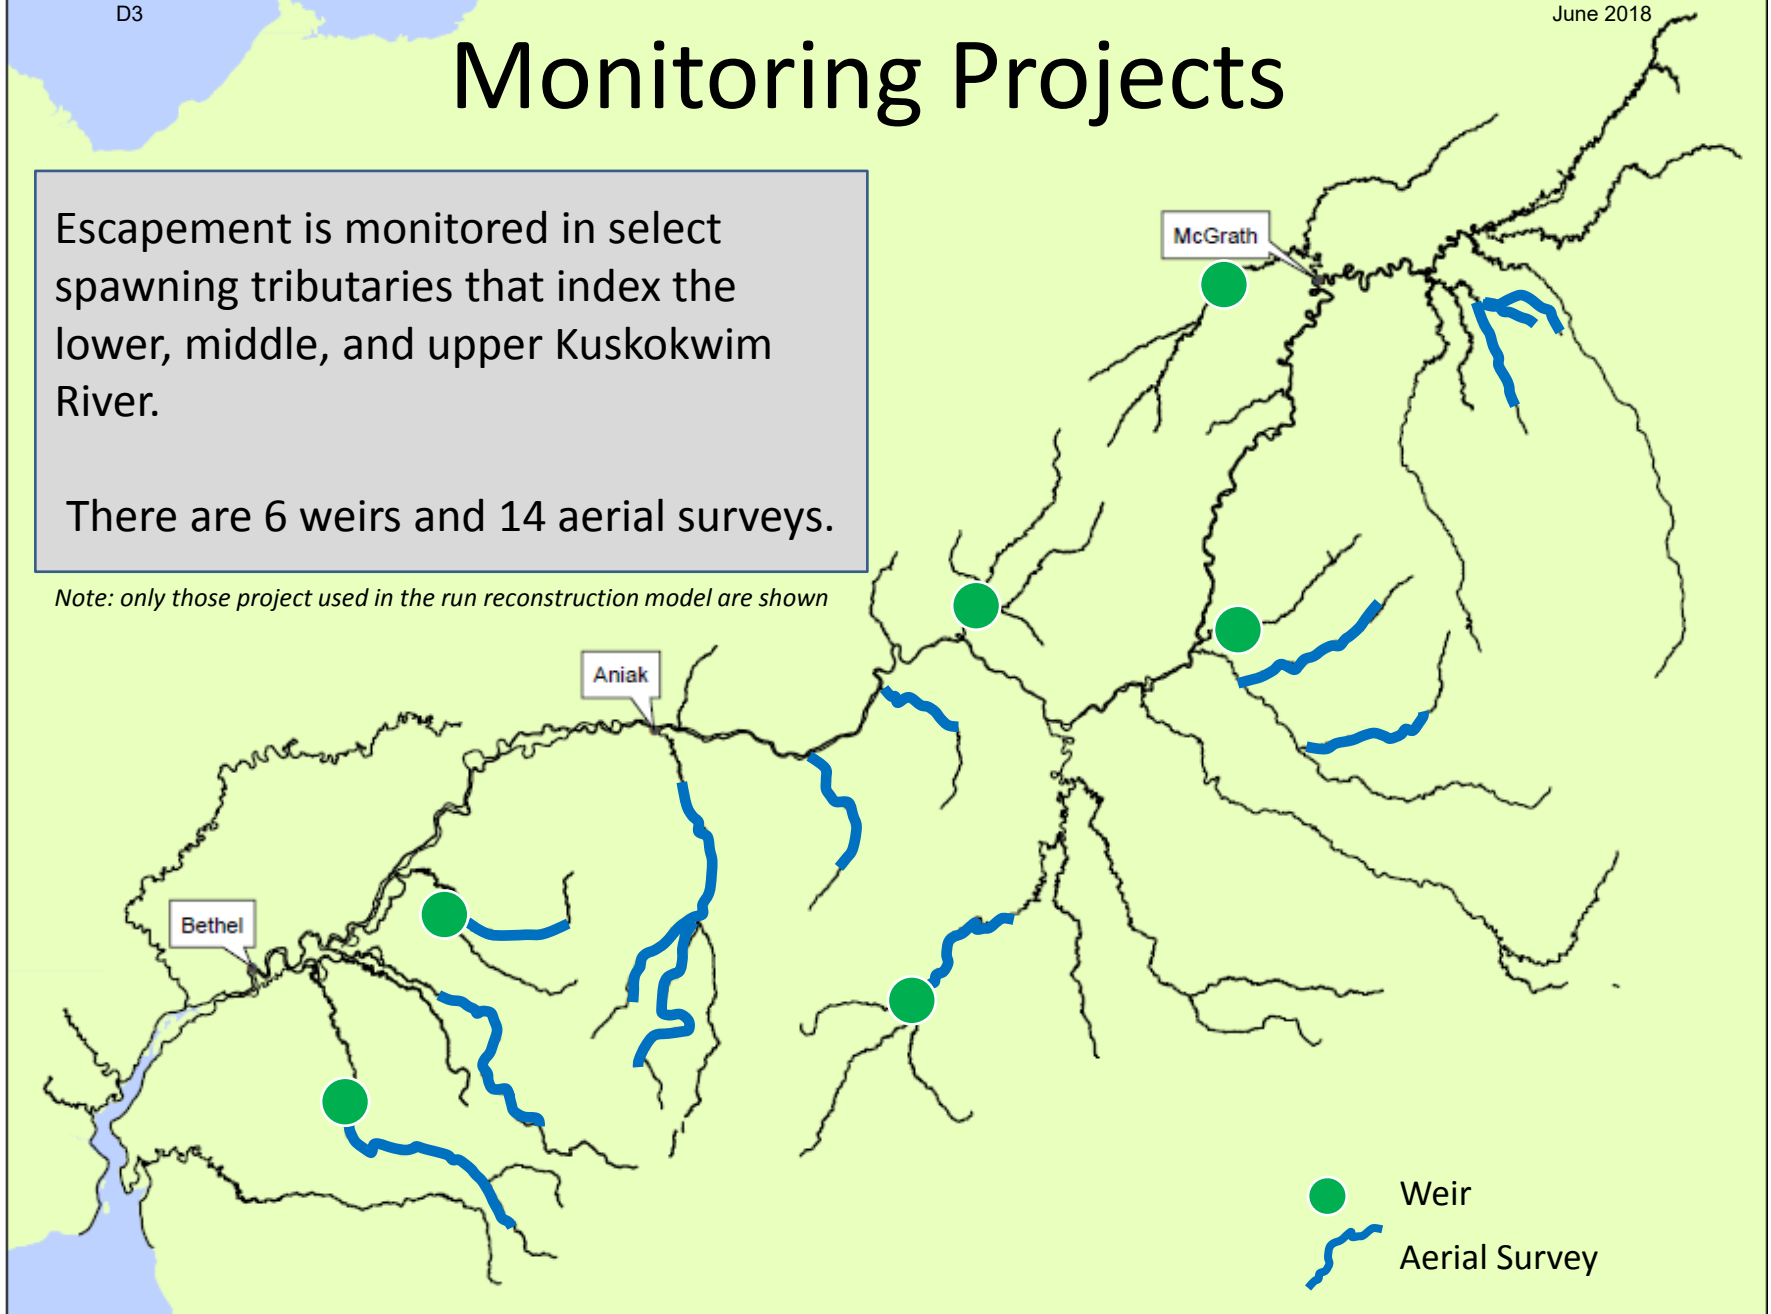 D3
June 2018
Monitoring Projects
Escapement is monitored in select
spawning tributaries that index the
lower, middle, and upper Kuskokwim
River.
There are 6 weirs and 14 aerial surveys.
Note: only those project used in the run reconstruction model are shown
McGrath
Aniak
Bethel
Weir
Aerial Survey